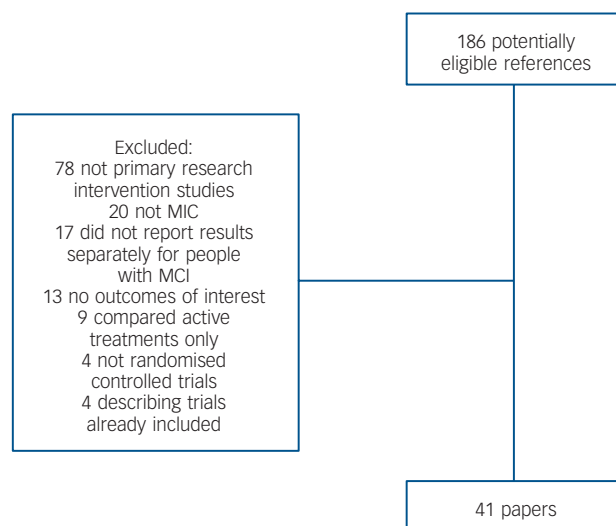 186 potentially
eligible references
Excluded:
78 not primary research
intervention studies
20 not MIC
17 did not report results
separately for people
with MCI
13 no outcomes of interest
9 compared active
treatments only
4 not randomised
controlled trials
4 describing trials
already included
41 papers